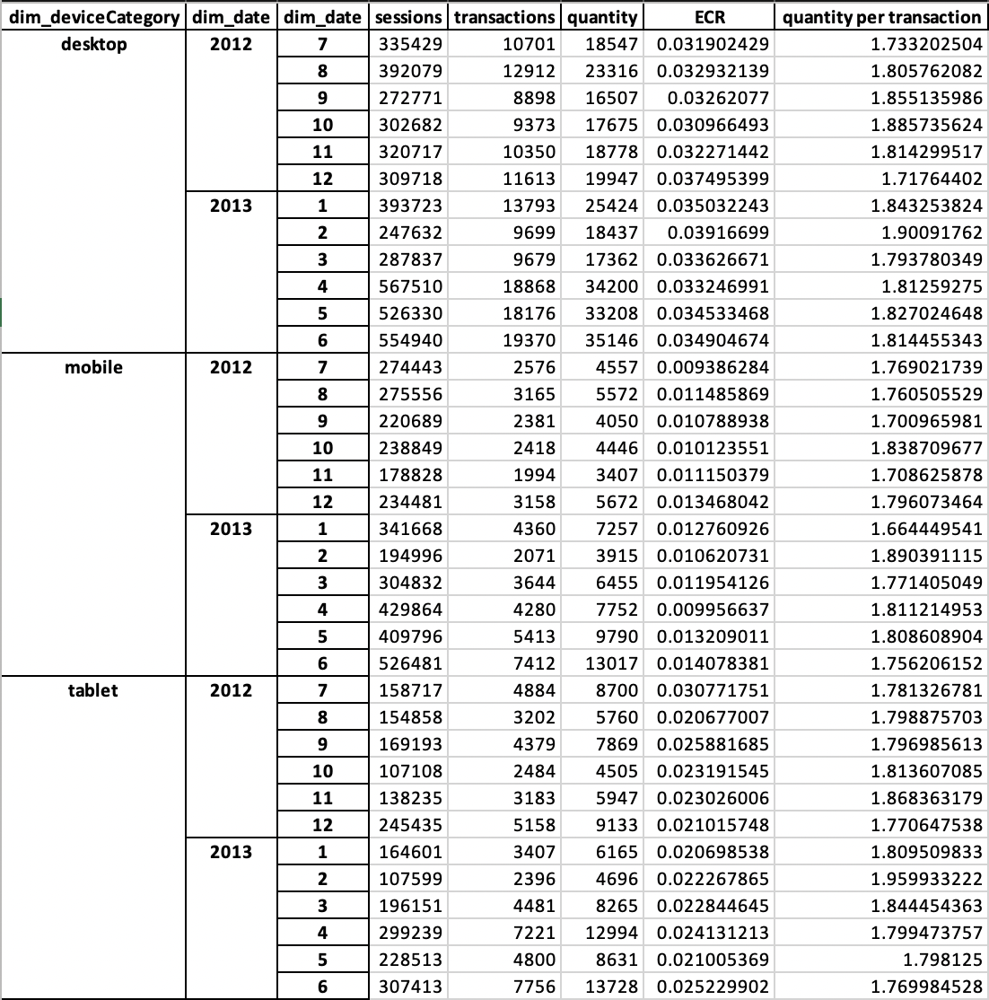 dim_deviceCategory dim_date dim_date sessions transactions quantity ECR quantity per transaction
desktop 2012 7 335429 10701 18547 0.031902429 1.733202504
8 392079 12912 23316 0.032932139 1.805762082
9 272771 8898 16507 0.03262077 1.855135986
10 302682 9373 17675 0.030966493 1.885735624
11 320717 10350 18778 0.032271442 1.814299517
12 309718 11613 19947 0.037495399 1.71764402
2013 1 393723 13793 25424 0.035032243 1.843253824
2 247632 9699 18437 0.03916699 1.90091762
3 287837 9679 17362 0.033626671 1.793780349
4 567510 18868 34200 0.033246991 1.81259275
5 526330 18176 33208 0.034533468 1.827024648
6 554940 19370 35146 0.034904674 1.814455343
mobile 2012 7 274443 2576 4557 0.009386284 1.769021739
8 275556 3165 5572 0.011485869 1.760505529
9 220689 2381 4050 0.010788938 1.700965981
10 238849 2418 4446 0.010123551 1.838709677
11 178828 1994 3407 0.011150379 1.708625878
12 234481 3158 5672 0.013468042 1.796073464
2013 1 341668 4360 7257 0.012760926 1.664449541
2 194996 2071 3915 0.010620731 1.890391115
3 304832 3644 6455 0.011954126 1.771405049
4 429864 4280 7752 0.009956637 1.811214953
5 409796 5413 9790 0.013209011 1.808608904
6 526481 7412 13017 0.014078381 1.756206152
tablet 2012 7 158717 4884 8700 0.030771751 1.781326781
8 154858 3202 5760 0.020677007 1.798875703
9 169193 4379 7869 0.025881685 1.796985613
10 107108 2484 4505 0.023191545 1.813607085
11 138235 3183 5947 0.023026006 1.868363179
12 245435 5158 9133 0.021015748 1.770647538
2013 1 164601 3407 6165 0.020698538 1.809509833
2 107599 2396 4696 0.022267865 1.959933222
3 196151 4481 8265 0.022844645 1.844454363
4 299239 7221 12994 0.024131213 1.799473757
5 228513 4800 8631 0.021005369 1.798125
6 307413 7756 13728 0.025229902 1.769984528